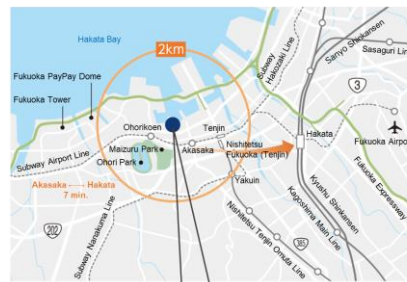 Hakata Bay
2km
Subway
Hakozaki Line
Sanyo Shinkansen
Sasaguri Line
3
Fukuoka PayPay Dome
Fukuoka Tower
Ohorikoen
Tenjin
Hakata
Fukuoka Airport
Maizuru Park
Akasaka
Nishitetsu
Fukuoka (Tenjin)
Subway Airport Line
Ohori Park
Yakuin
Akasaka
Hakata
7 min.
202
Subway Nanakuma Line
Nishitetsu Tenjin Omuta Line
385
Kagoshima Main Line
Kyushu Shinkansen
Fukuoka Expressway